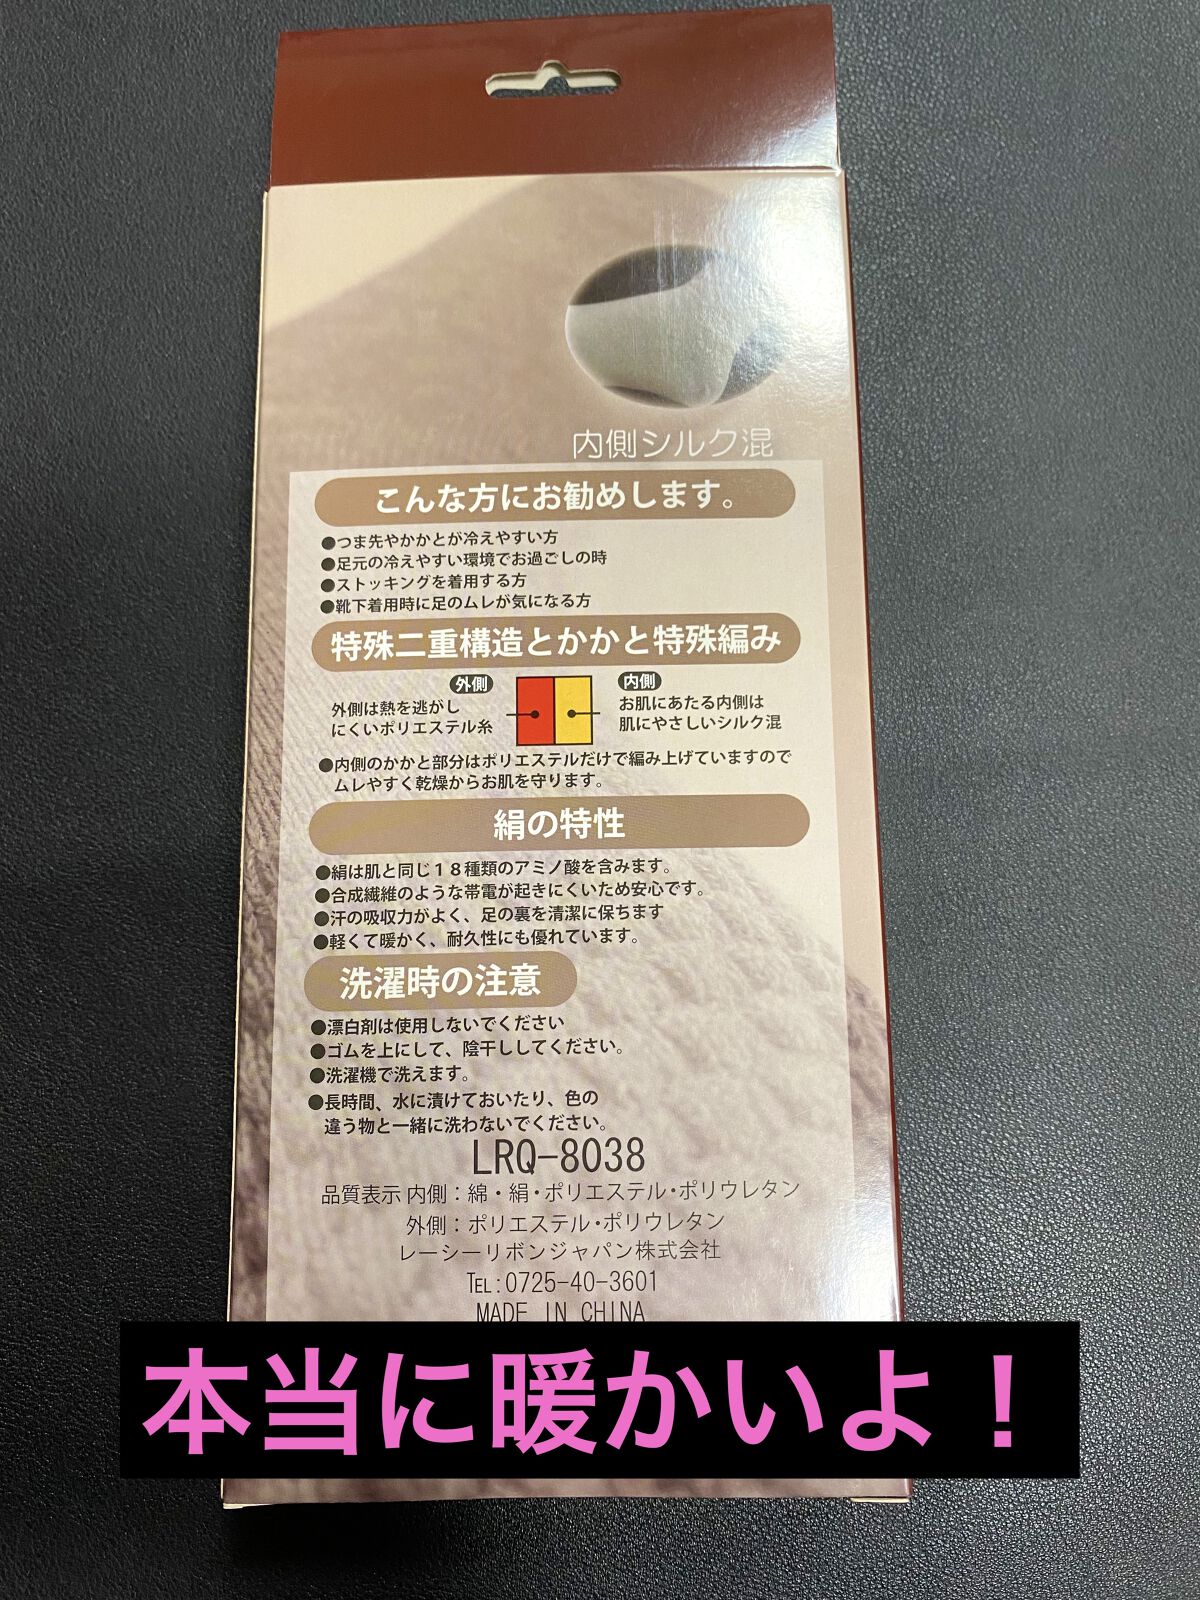 内側シルク混
こんな方にお勧めします。
●つま先やかかとが冷えやすい方
●足元の冷えやすい環境でお過ごしの時
●ストッキングを着用する方
●靴下着用時に足のムレが気になる方
特殊二重構造とかかと特殊編み
外側
外側は熱を逃がし
にくいポリエステル糸
内側
お肌にあたる内側は
肌にやさしいシルク混
●内側のかかと部分はポリエステルだけで編み上げていますので
ムレやすく乾燥からお肌を守ります。
絹の特性
●絹は肌と同じ18種類のアミノ酸を含みます。
●合成繊維のような帯電が起きにくいため安心です。
●汗の吸収力がよく、足の裏を清潔に保ちます
●軽くて暖かく、耐久性にも優れています。
洗濯時の注意
●漂白剤は使用しないでください
●ゴムを上にして、陰干ししてください。
●洗濯機で洗えます。
●長時間、水に漬けておいたり、色の
違う物と一緒に洗わないでください。
LRQ-8038
品質表示 内側：綿・絹・ポリエステル・ポリウレタン
外側：ポリエステル・ポリウレタン
レーシーリボンジャパン株式会社
TEL:0725-40-3601
MADE IN CHINA
本当に暖かいよ！